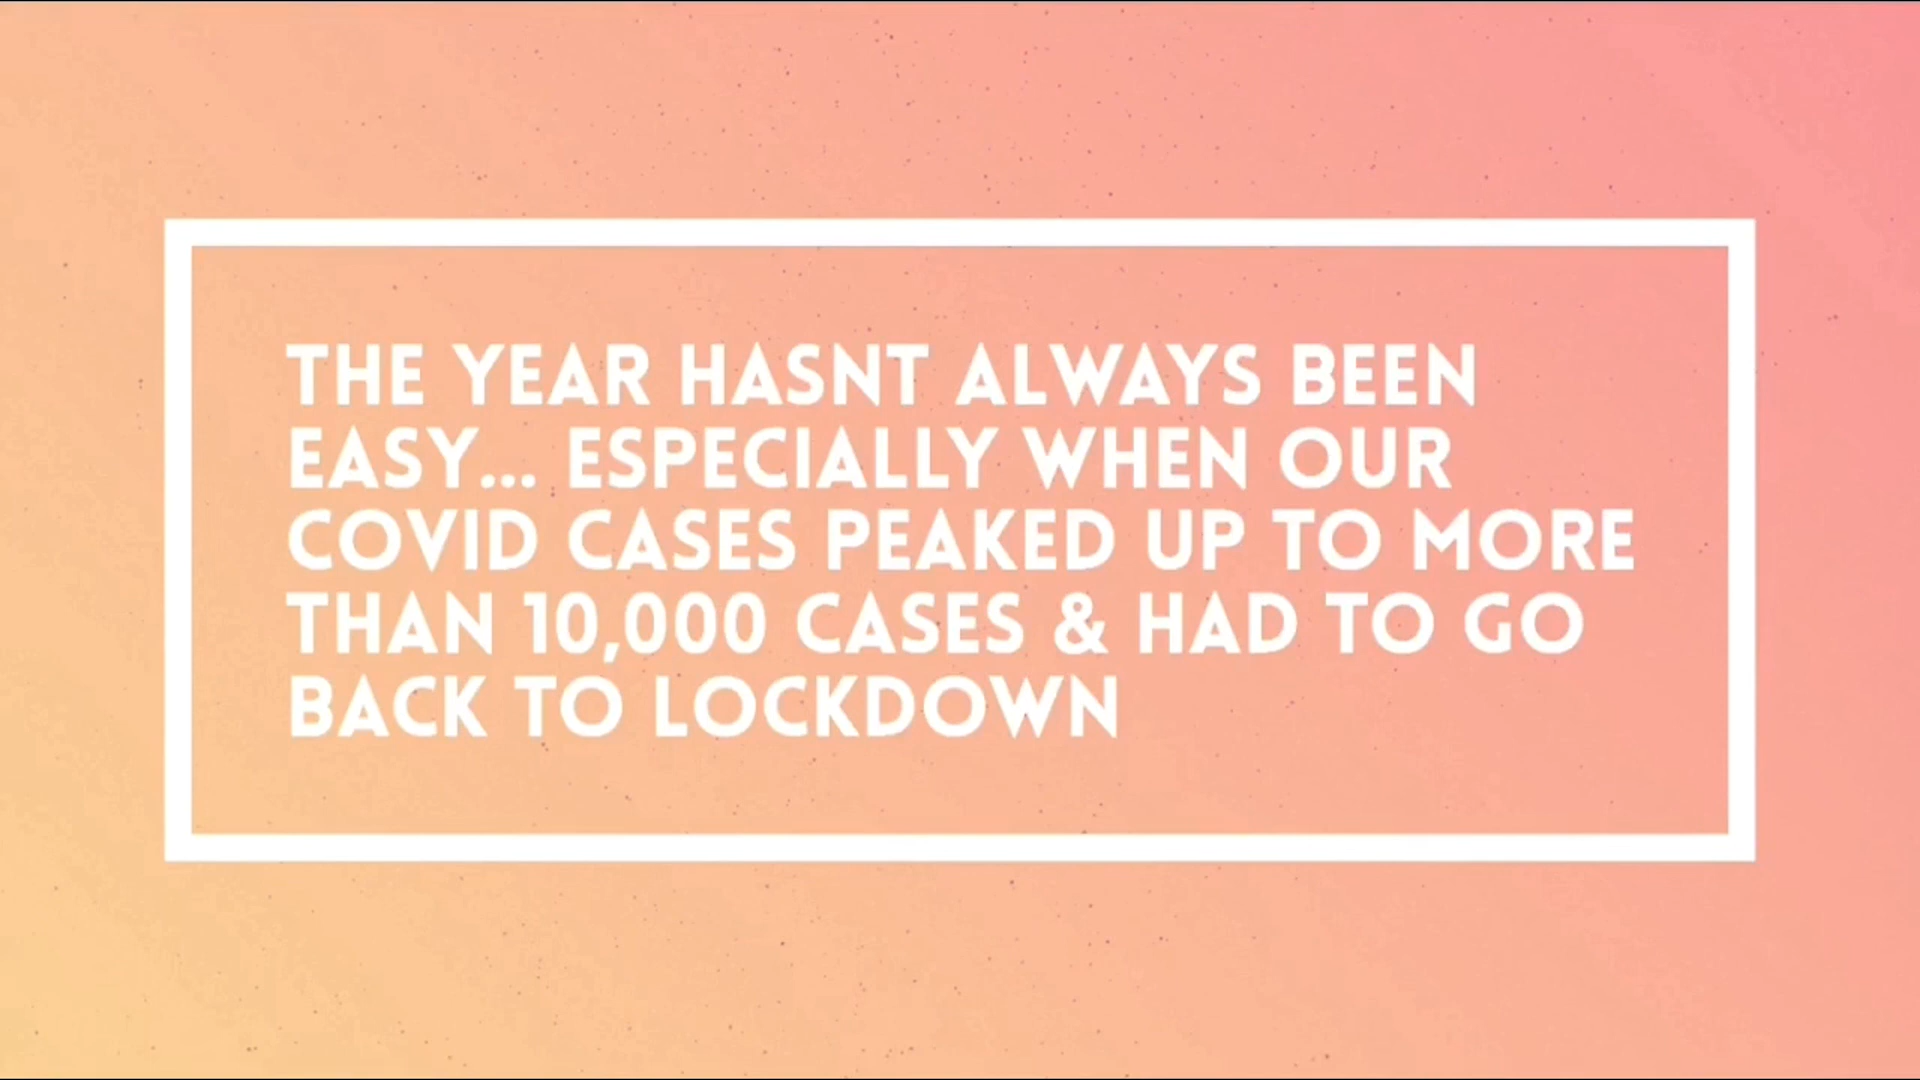 THE YEAR HASNT ALWAYS BEEN
EASY... ESPECIALLY WHEN OUR
COVID CASES PEAKED UP TO MORE
THAN 10,000 CASES & HAD TO GO
BACK TO LOCKDOWN